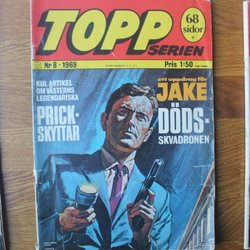 TOPP
SERIEN
68
sidor
Nr 8 • 1969
Pris 1:50
KUL ARTIKEL
OM VÄSTERNS
LEGENDARISKA
PRICK-
SKYTTAR
ett uppdrag för
JAKE
DÖDS-
SKVADRONEN